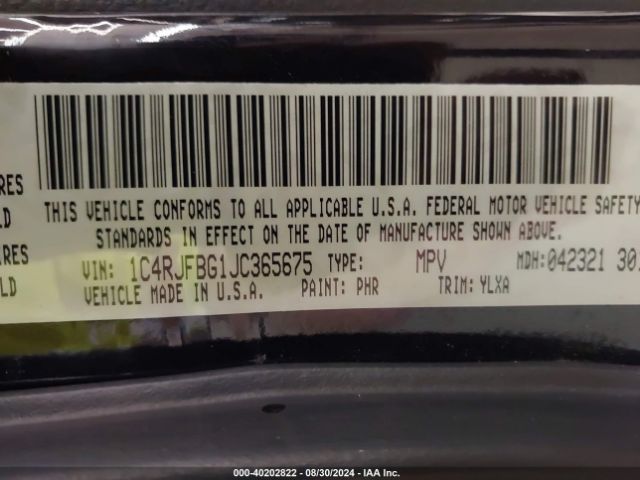 RES
LD
IRES
LD
THIS VEHICLE CONFORMS TO ALL APPLICABLE U.S.A. FEDERAL MOTOR VEHICLE SAFETY
STANDARDS IN EFFECT ON THE DATE OF MANUFACTURE SHOWN ABOVE.
VIN: 1C4RJFBG1JC365675 TYPE: MPV MDH: 042321 30
VEHICLE MADE IN U.S.A. PAINT: PHR TRIM: YLXA
000-40202822 - 08/30/2024 - IAA Inc.